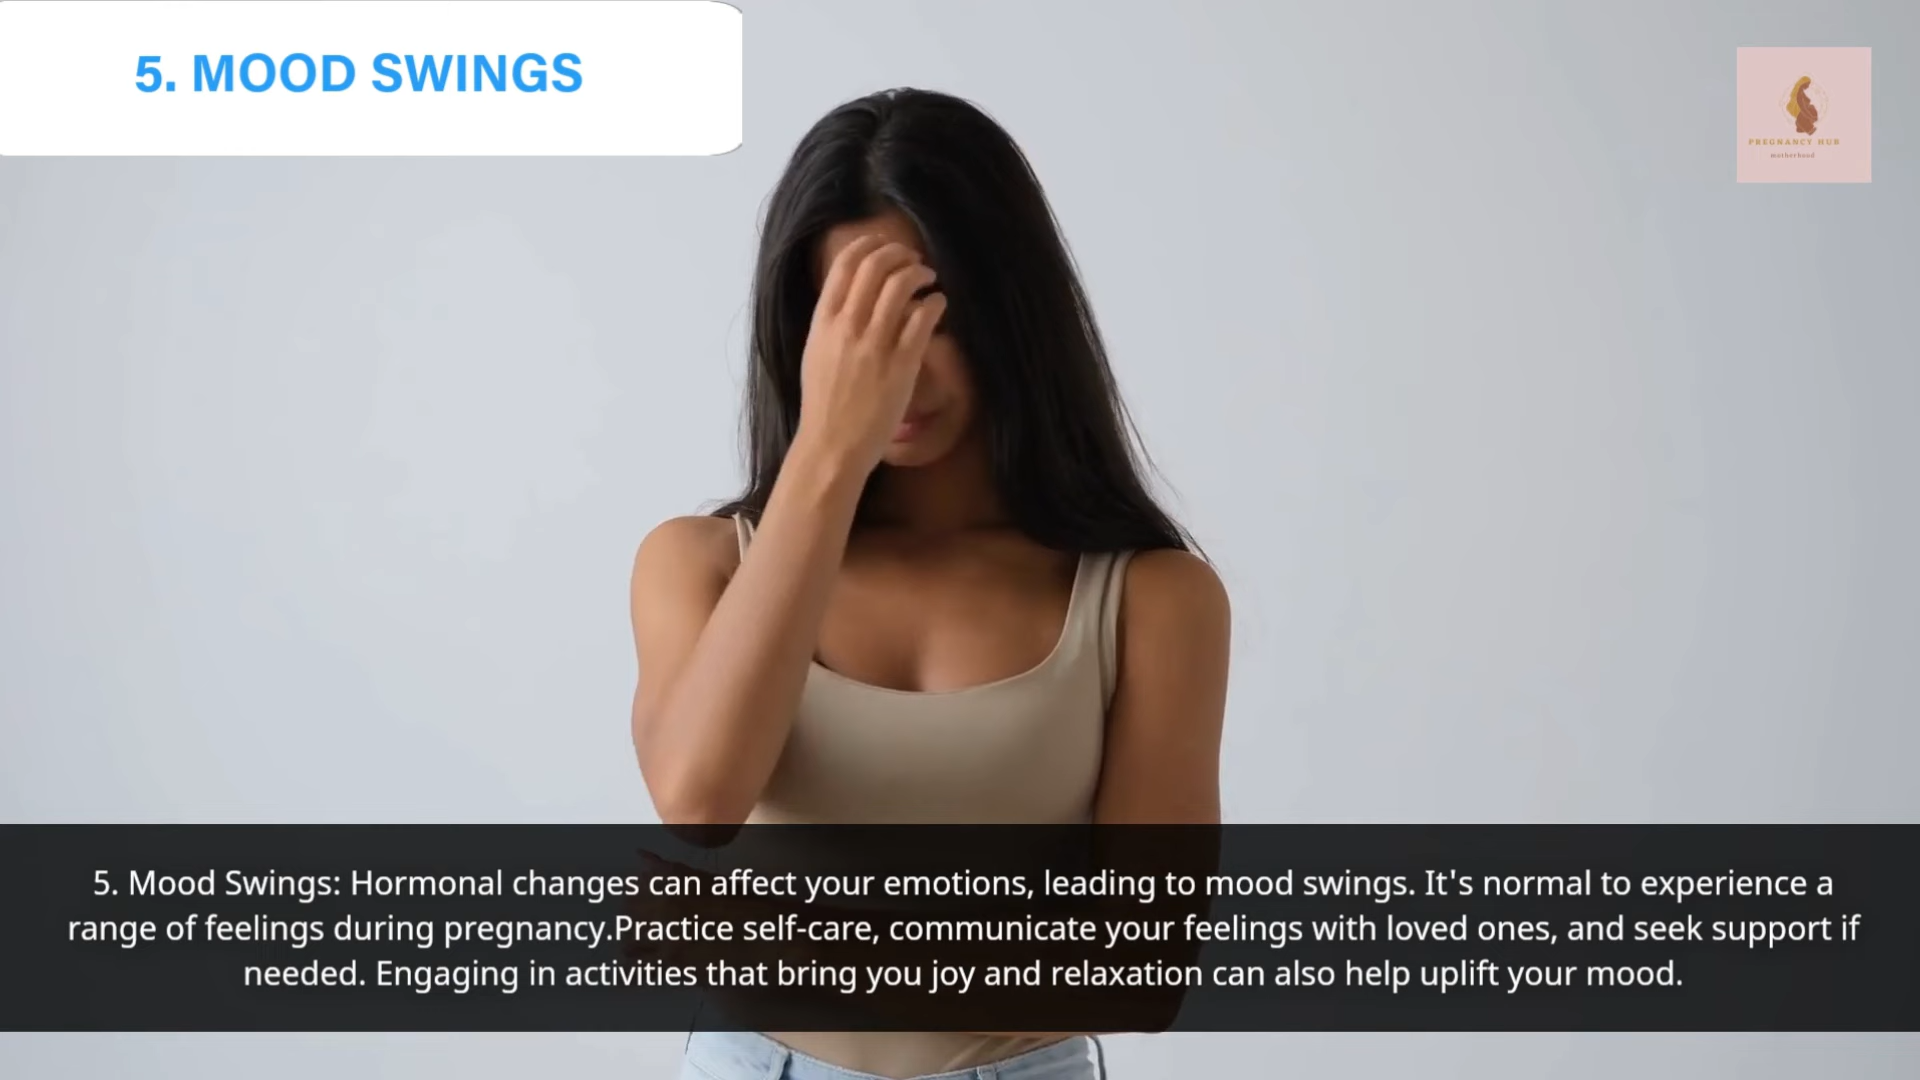 5. MOOD SWINGS
PREGNANCY HUB
motherhood
5. Mood Swings: Hormonal changes can affect your emotions, leading to mood swings. It's normal to experience a
range of feelings during pregnancy.Practice self-care, communicate your feelings with loved ones, and seek support if
needed. Engaging in activities that bring you joy and relaxation can also help uplift your mood.